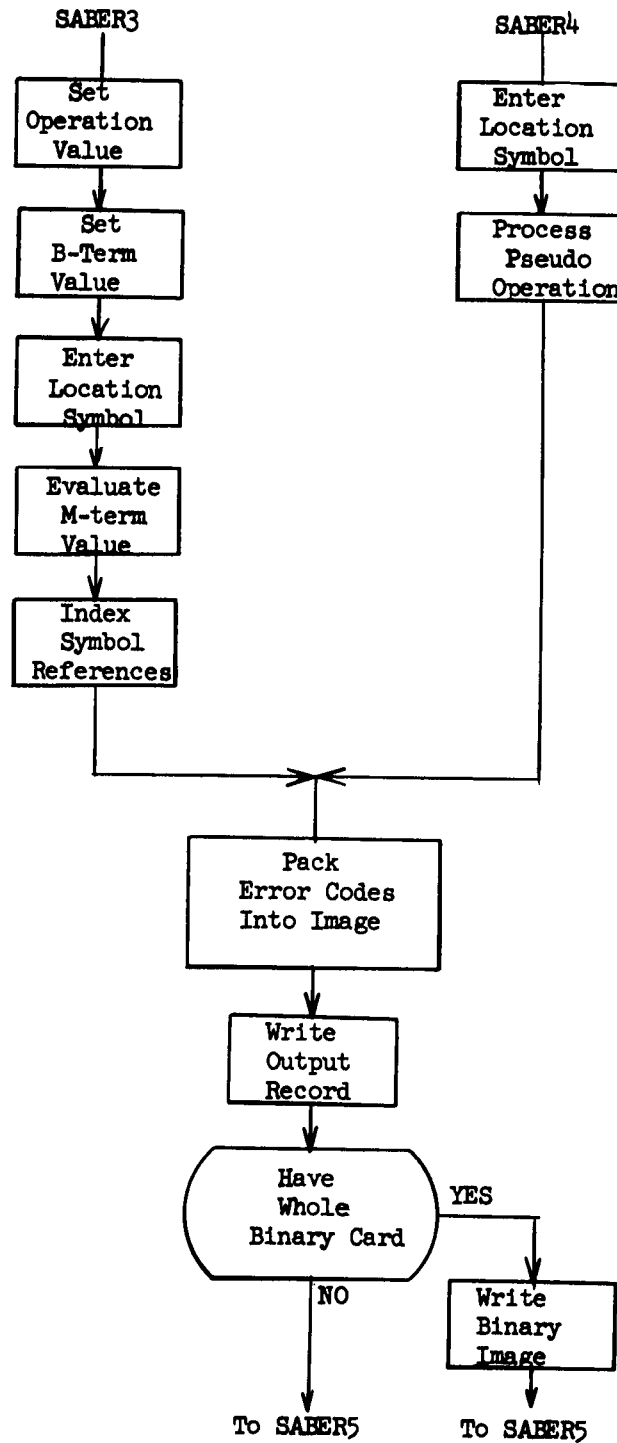 SABER3
Set
Operation
Value
Set
B-Term
Value
Enter
Location
Symbol
Evaluate
M-term
Value
Index
Symbol
References
SABER4
Enter
Location
Symbol
Process
Pseudo
Operation
Pack
Error Codes
Into Image
Write
Output
Record
Have
Whole
Binary Card
YES
NO
Write
Binary
Image
To SABER5
To SABER5